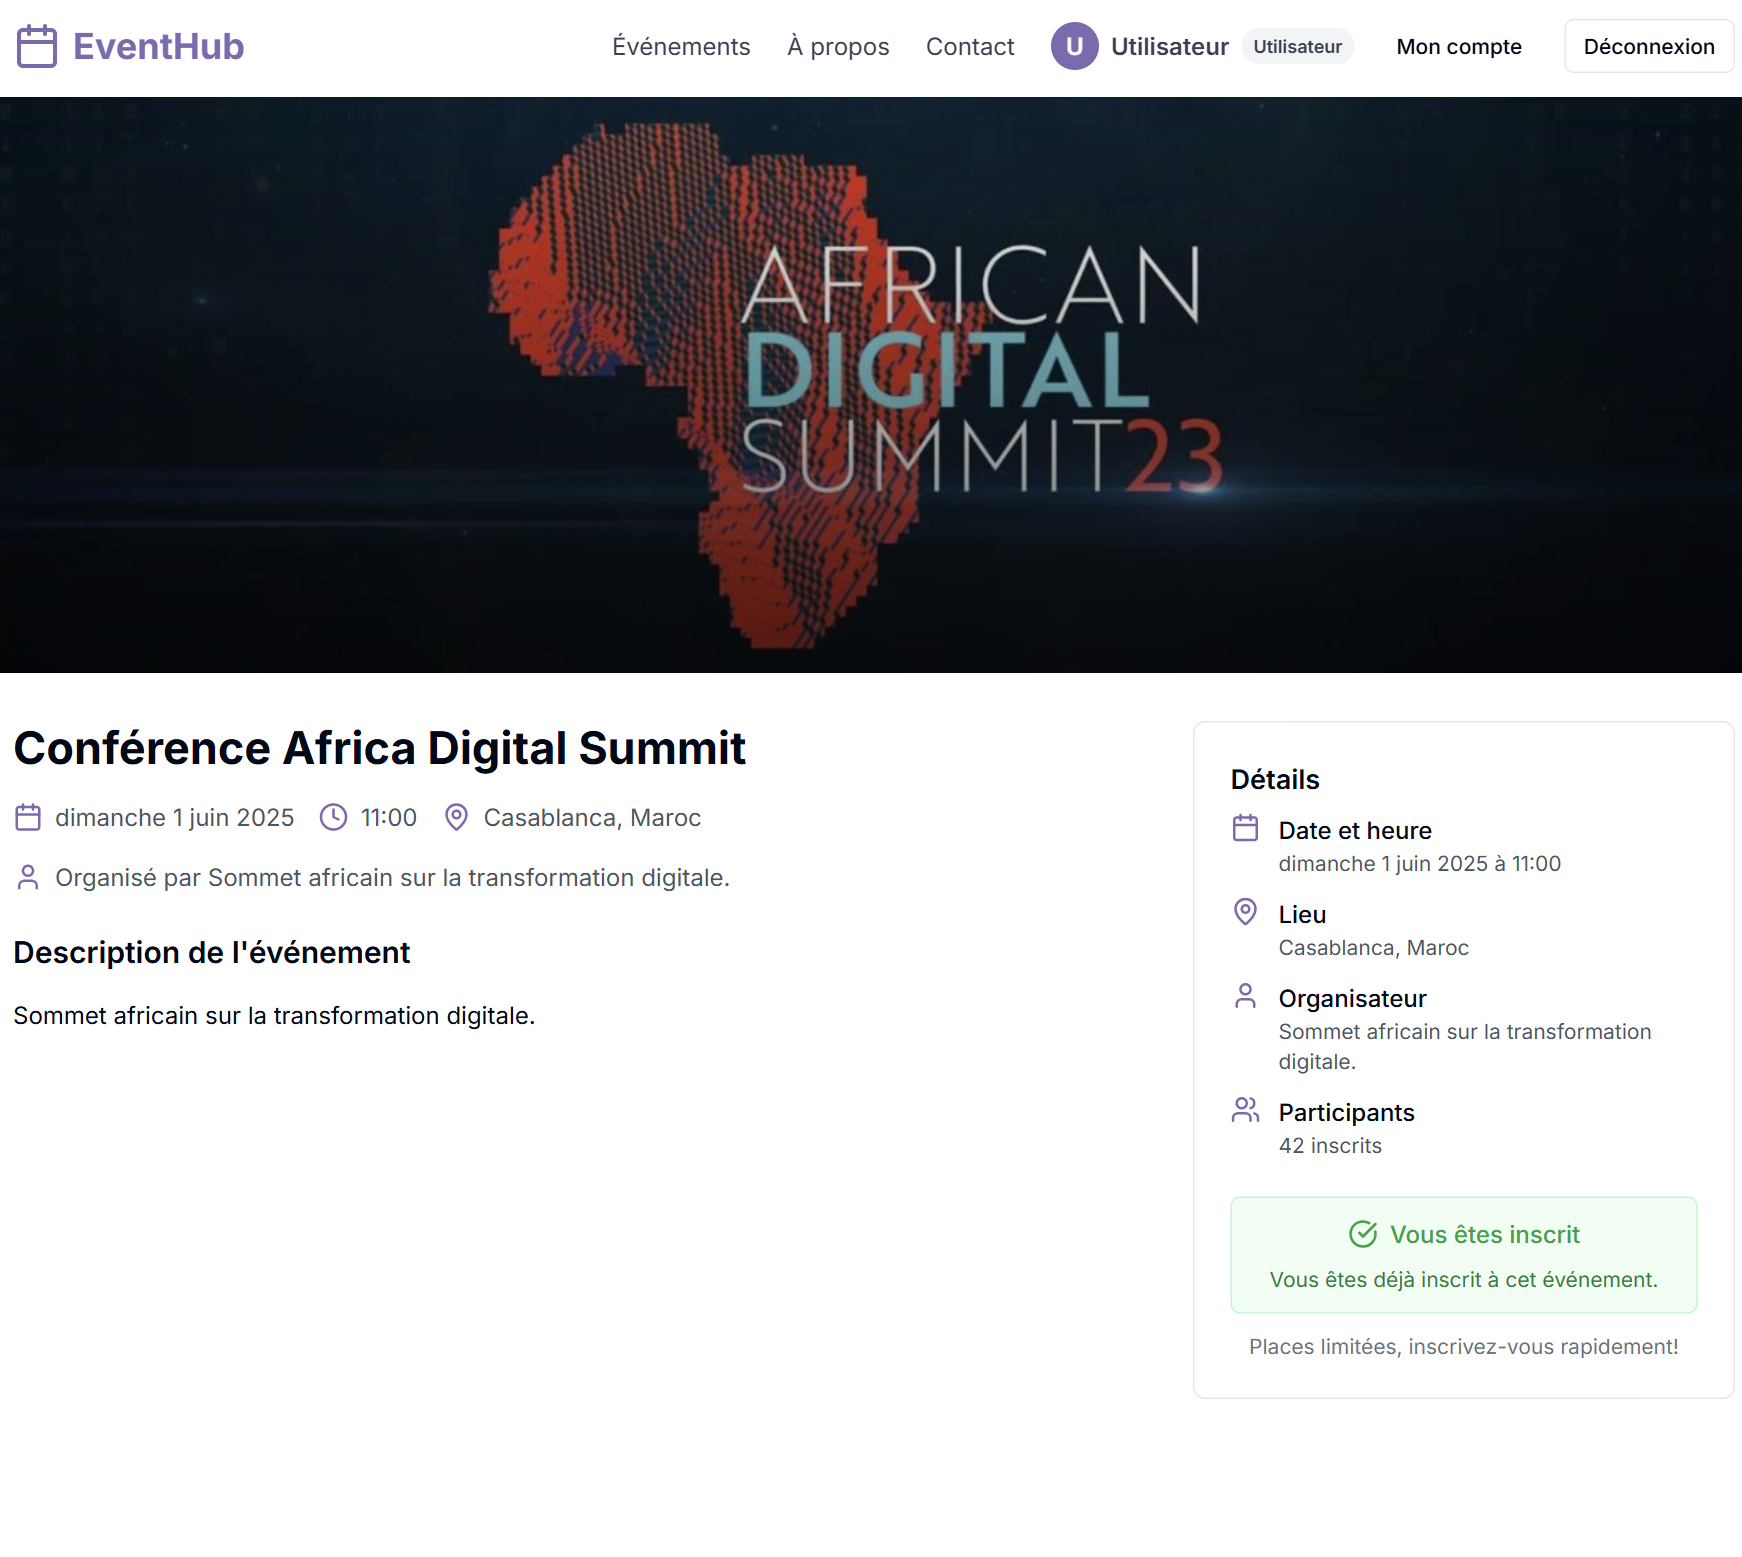 EventHub
Événements
À propos
Contact
U
Utilisateur
Utilisateur
Mon compte
Déconnexion
AFRICAN
DIGITAL
SUMMIT23
Conférence Africa Digital Summit
dimanche 1 juin 2025
11:00
Casablanca, Maroc
Organisé par Sommet africain sur la transformation digitale.
Description de l'événement
Sommet africain sur la transformation digitale.
Détails
Date et heure
dimanche 1 juin 2025 à 11:00
Lieu
Casablanca, Maroc
Organisateur
Sommet africain sur la transformation
digitale.
Participants
42 inscrits
Vous êtes inscrit
Vous êtes déjà inscrit à cet événement.
Places limitées, inscrivez-vous rapidement!